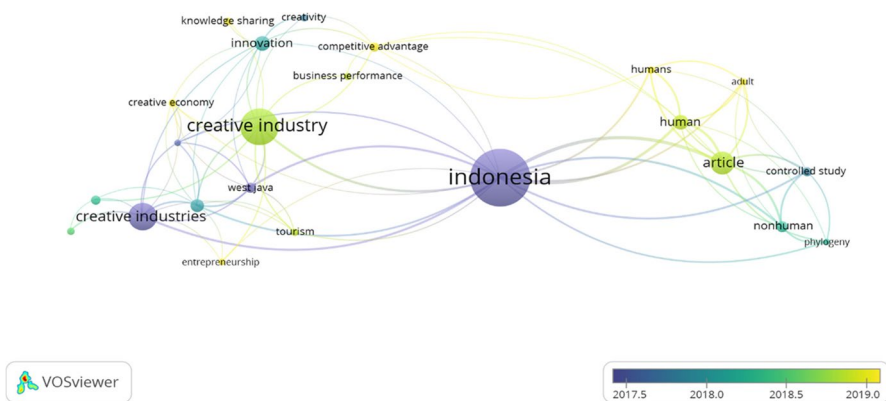 knowledge sharing
creativity
innovation
competitive advantage
business performance
creative economy
creative industry
humans
adult
human
article
controlled study
indonesia
west java
creative industries
tourism
nonhuman
phylogeny
entrepreneurship
VOSviewer
2017.5 2018.0 2018.5 2019.0